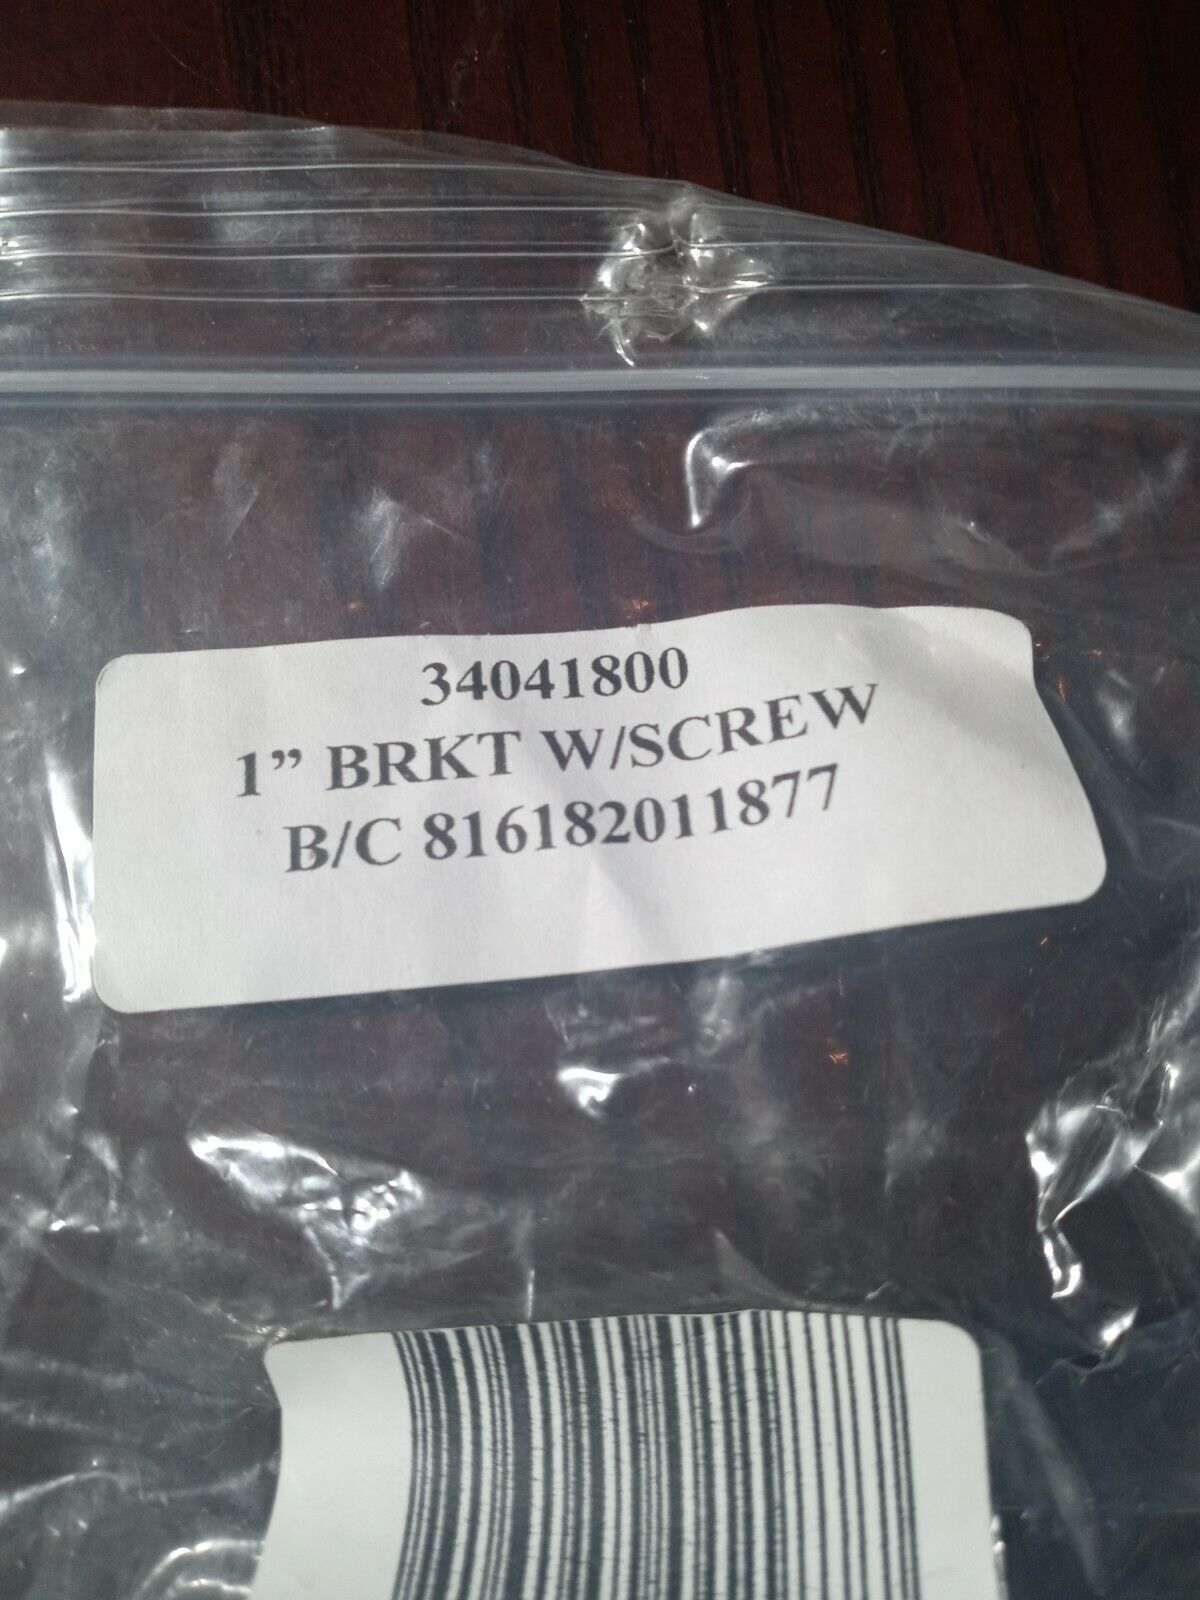 34041800
1” BRKT W/SCREW
B/C 816182011877